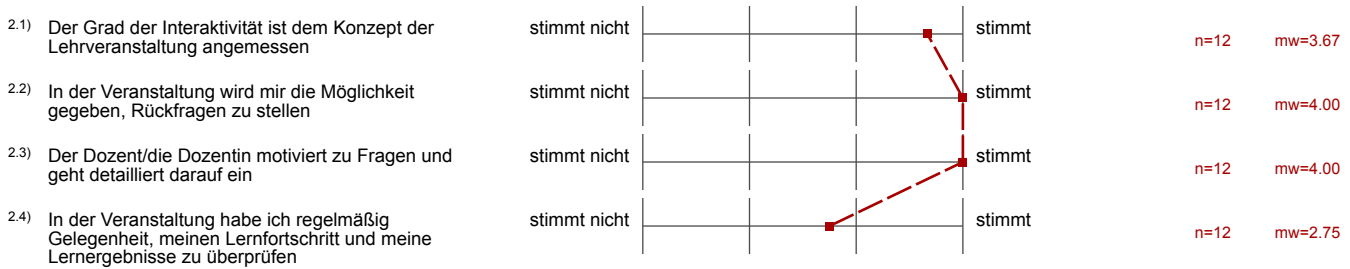 2.1) Der Grad der Interaktivität ist dem Konzept der Lehrveranstaltung angemessen stimmt nicht stimmt n=12 mw=3.67
2.2) In der Veranstaltung wird mir die Möglichkeit gegeben, Rückfragen zu stellen stimmt nicht stimmt n=12 mw=4.00
2.3) Der Dozent/die Dozentin motiviert zu Fragen und geht detailliert darauf ein stimmt nicht stimmt n=12 mw=4.00
2.4) In der Veranstaltung habe ich regelmäßig Gelegenheit, meinen Lernfortschritt und meine Lernergebnisse zu überprüfen stimmt nicht stimmt n=12 mw=2.75